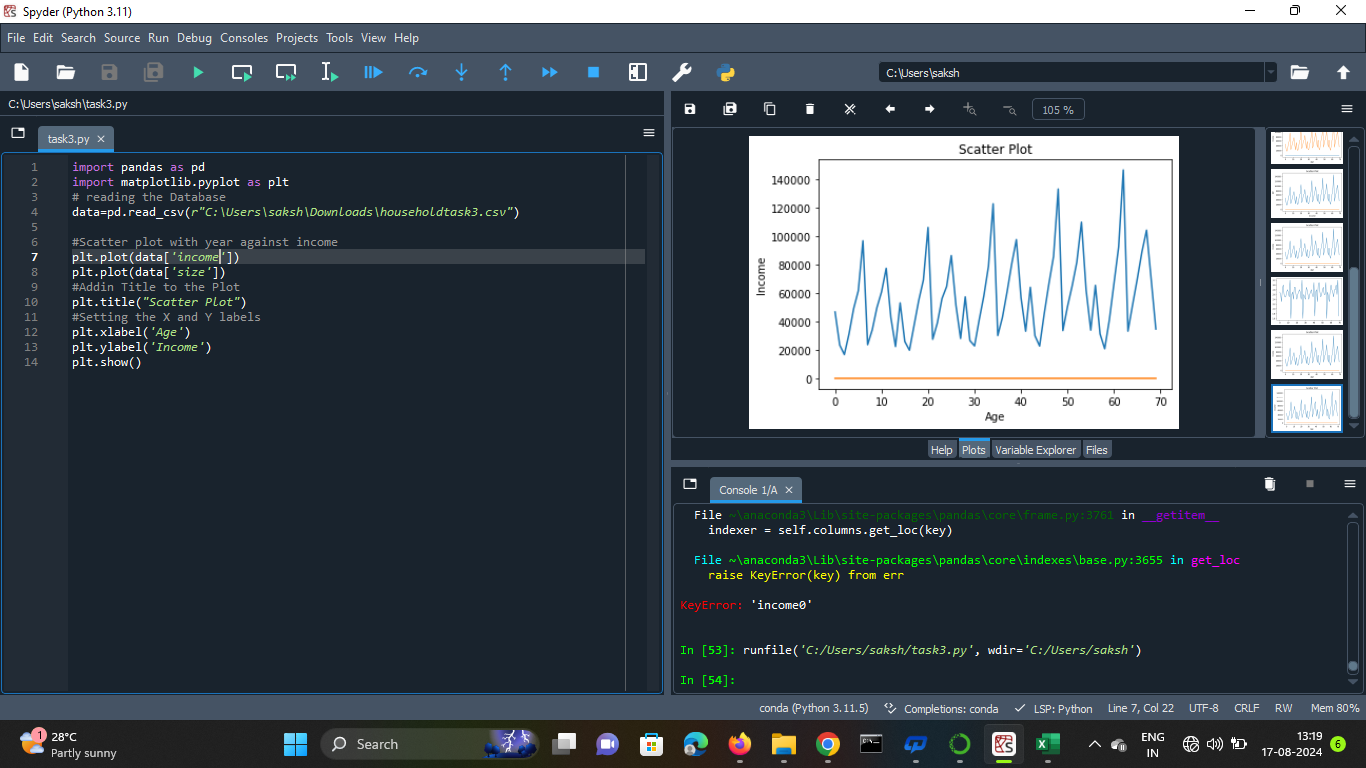 Spyder (Python 3.11)
File Edit Search Source Run Debug Consoles Projects Tools View Help
C:\Users\saksh
C:\Users\saksh\task3.py
task3.py
1 import pandas as pd
2 import matplotlib.pyplot as plt
3 # reading the Database
4 data=pd.read_csv(r"C:\Users\saksh\Downloads\householdtask3.csv")
5
6 #Scatter plot with year against income
7 plt.plot(data['income'])
8 plt.plot(data['size'])
9 #Addin Title to the Plot
10 plt.title("Scatter Plot")
11 #Setting the X and Y labels
12 plt.xlabel('Age')
13 plt.ylabel('Income')
14 plt.show()
105 %
Scatter Plot
140000
120000
100000
80000
60000
40000
20000
0
Income
0 10 20 30 40 50 60 70
Age
Help Plots Variable Explorer Files
Console 1/A
File ~\anaconda3\Lib\site-packages\pandas\core\frame.py:3761 in __getitem__
indexer = self.columns.get_loc(key)
File ~\anaconda3\Lib\site-packages\pandas\core\indexes\base.py:3655 in get_loc
raise KeyError(key) from err
KeyError: 'income0'
In [53]: runfile('C:/Users/saksh/task3.py', wdir='C:/Users/saksh')
In [54]:
conda (Python 3.11.5) Completions: conda LSP: Python Line 7, Col 22 UTF-8 CRLF RW Mem 80%
1
28°C
Partly sunny
Search
ENG
IN
13:19
17-08-2024
6